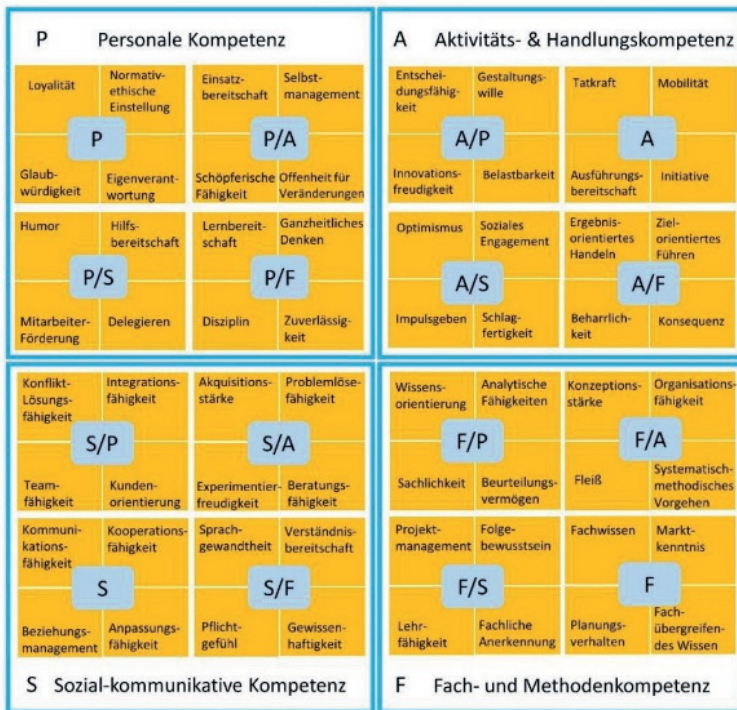 P Personale Kompetenz
Loyalität
Normativ-
ethische
Einstellung
P
Glaub-
würdigkeit
Eigenverant-
wortung
Einsatz-
bereitschaft
Selbst-
management
P/A
Schöpferische
Fähigkeit
Offenheit für
Veränderungen
Humor
Hilfs-
bereitschaft
P/S
Mitarbeiter-
Förderung
Delegieren
Lernbereit-
schaft
Ganzheitliches
Denken
P/F
Disziplin
Zuverlässig-
keit
A Aktivitäts- & Handlungskompetenz
Entschei-
dungsfähig-
keit
Gestaltungs-
wille
A/P
Innovations-
freudigkeit
Belastbarkeit
Tatkraft
Mobilität
A
Ausführungs-
bereitschaft
Initiative
Optimismus
Soziales
Engagement
A/S
Impulsgeben
Schlag-
fertigkeit
Ergebnis-
orientiertes
Handeln
Ziel-
orientiertes
Führen
A/F
Beharrlich-
keit
Konsequenz
Konflikt-
Lösungs-
fähigkeit
Integrations-
fähigkeit
S/P
Team-
fähigkeit
Kunden-
orientierung
Akquisitions-
stärke
Problemlöse-
fähigkeit
S/A
Experimentier-
freudigkeit
Beratungs-
fähigkeit
Kommuni-
kations-
fähigkeit
Kooperations-
fähigkeit
S
Beziehungs-
management
Anpassungs-
fähigkeit
Sprach-
gewandtheit
Verständnis-
bereitschaft
S/F
Pflicht-
gefühl
Gewissen-
haftigkeit
S Sozial-kommunikative Kompetenz
Wissens-
orientierung
Analytische
Fähigkeiten
F/P
Sachlichkeit
Beurteilungs-
vermögen
Konzeptions-
stärke
Organisations-
fähigkeit
F/A
Fleiß
Systematisch-
methodisches
Vorgehen
Projekt-
management
Folge-
bewusstsein
F/S
Lehr-
fähigkeit
Fachliche
Anerkennung
Fachwissen
Markt-
kenntnis
F
Planungs-
verhalten
Fach-
übergreifen-
des Wissen
F Fach- und Methodenkompetenz